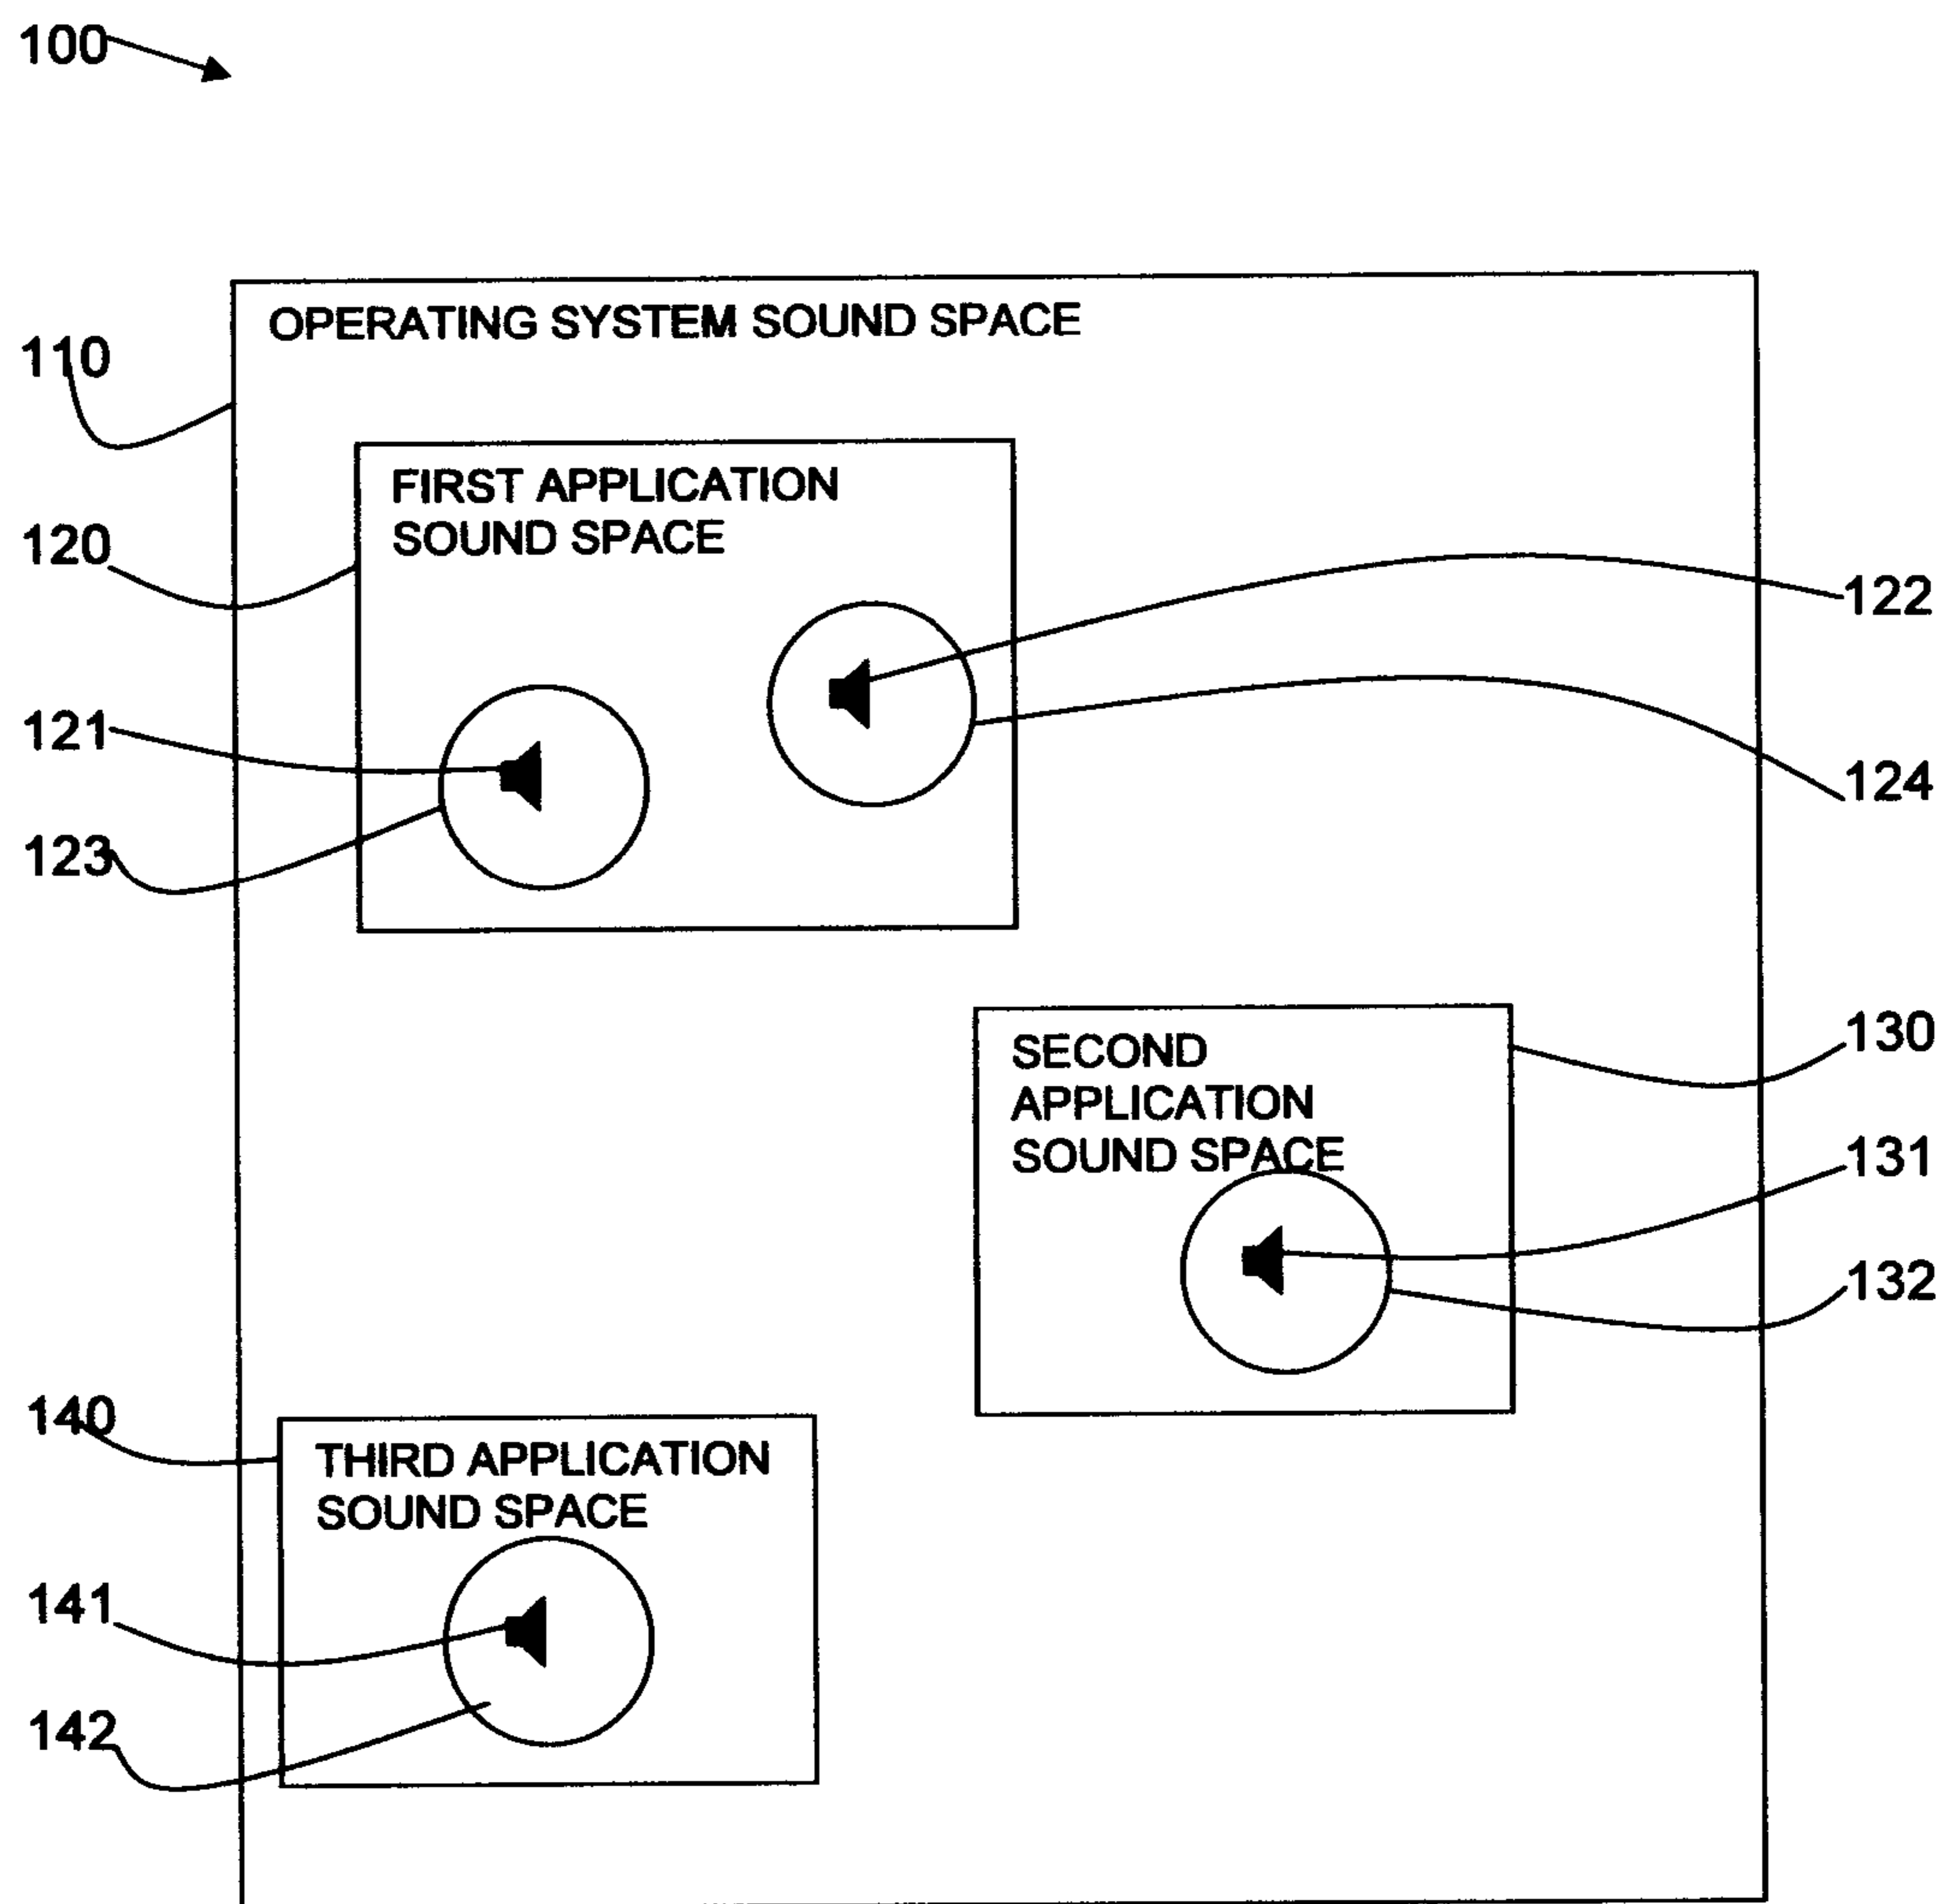 100
OPERATING SYSTEM SOUND SPACE
110
FIRST APPLICATION
SOUND SPACE
120
122
121
124
123
SECOND
APPLICATION
SOUND SPACE
130
131
132
140
THIRD APPLICATION
SOUND SPACE
141
142